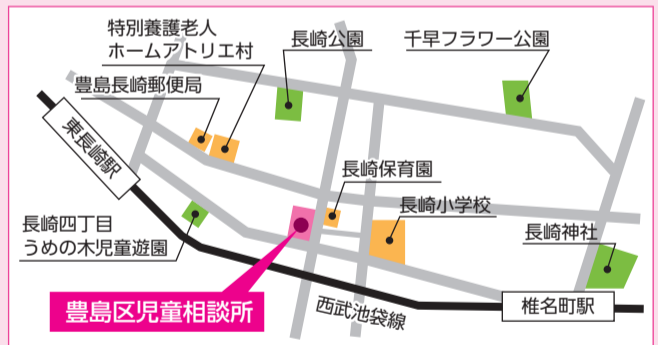 特別養護老人
ホームアトリエ村
長崎公園
千早フラワー公園
豊島長崎郵便局
東長崎駅
長崎保育園
長崎小学校
長崎四丁目
うめの木児童遊園
長崎神社
豊島区児童相談所
西武池袋線
椎名町駅